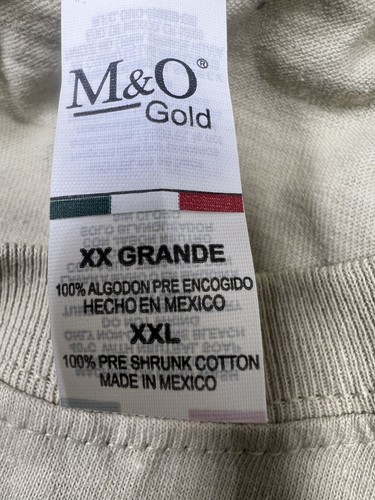 M&O®
Gold
XX GRANDE
100% ALGODON PRE ENCOGIDO
HECHO EN MEXICO
XXL
100% PRE SHRUNK COTTON
MADE IN MEXICO